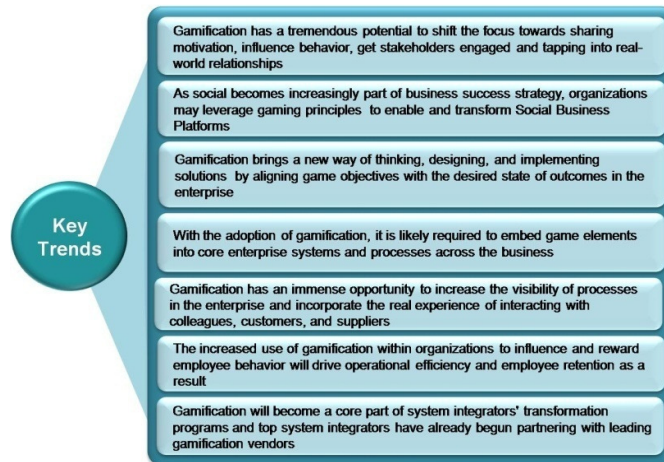 Key
Trends
Gamification has a tremendous potential to shift the focus towards sharing
motivation, influence behavior, get stakeholders engaged and tapping into real-
world relationships
As social becomes increasingly part of business success strategy, organizations
may leverage gaming principles to enable and transform Social Business
Platforms
Gamification brings a new way of thinking, designing, and implementing
solutions by aligning game objectives with the desired state of outcomes in the
enterprise
With the adoption of gamification, it is likely required to embed game elements
into core enterprise systems and processes across the business
Gamification has an immense opportunity to increase the visibility of processes
in the enterprise and incorporate the real experience of interacting with
colleagues, customers, and suppliers
The increased use of gamification within organizations to influence and reward
employee behavior will drive operational efficiency and employee retention as a
result
Gamification will become a core part of system integrators' transformation
programs and top system integrators have already begun partnering with leading
gamification vendors